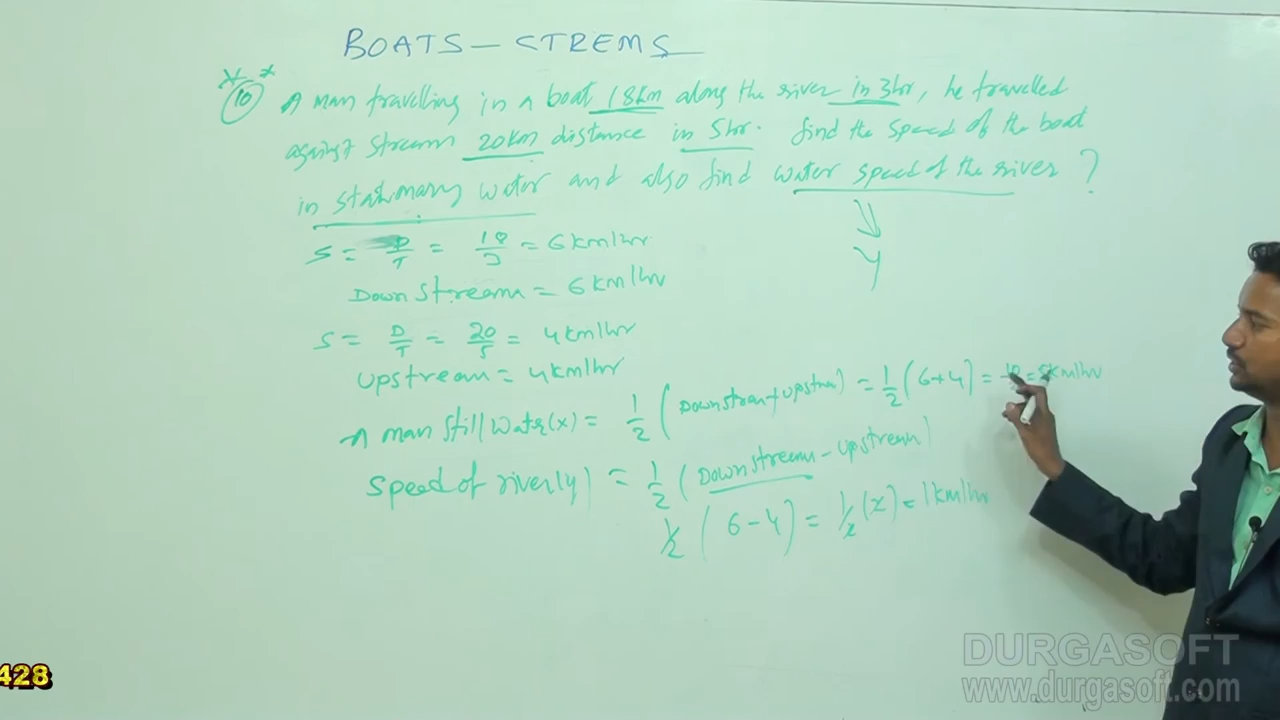 BOATS - STREMS
10 A man travelling in a boat 18km along the river in 3hr, he travelled
against stream 20km distance in 5hr. find the speed of the boat
in stationary water and also find water speed of the river?
y
S = D/T = 18/3 = 6km/hr
Down stream = 6km/hr
S = D/T = 20/5 = 4km/hr
Upstream = 4km/hr
A man still water(x) = 1/2 (Downstream+upstream) = 1/2 (6+4) = 10 = 5km/hr
speed of river(y) = 1/2 (Downstream - upstream)
1/2 (6-4) = 1/2 (2) = 1km/hr
428
DURGASOFT
www.durgasoft.com